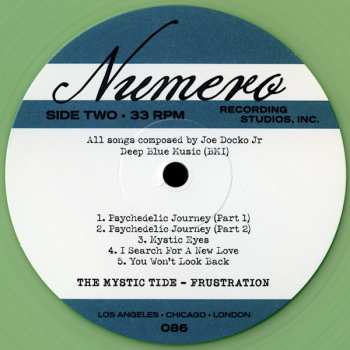 Numero
RECORDING
STUDIOS, INC.
SIDE TWO • 33 RPM
All songs composed by Joe Docko Jr
Deep Blue Music (BMI)
1. Psychedelic Journey (Part 1)
2. Psychedelic Journey (Part 2)
3. Mystic Eyes
4. I Search For A New Love
5. You Won't Look Back
THE MYSTIC TIDE - FRUSTRATION
LOS ANGELES • CHICAGO • LONDON
086